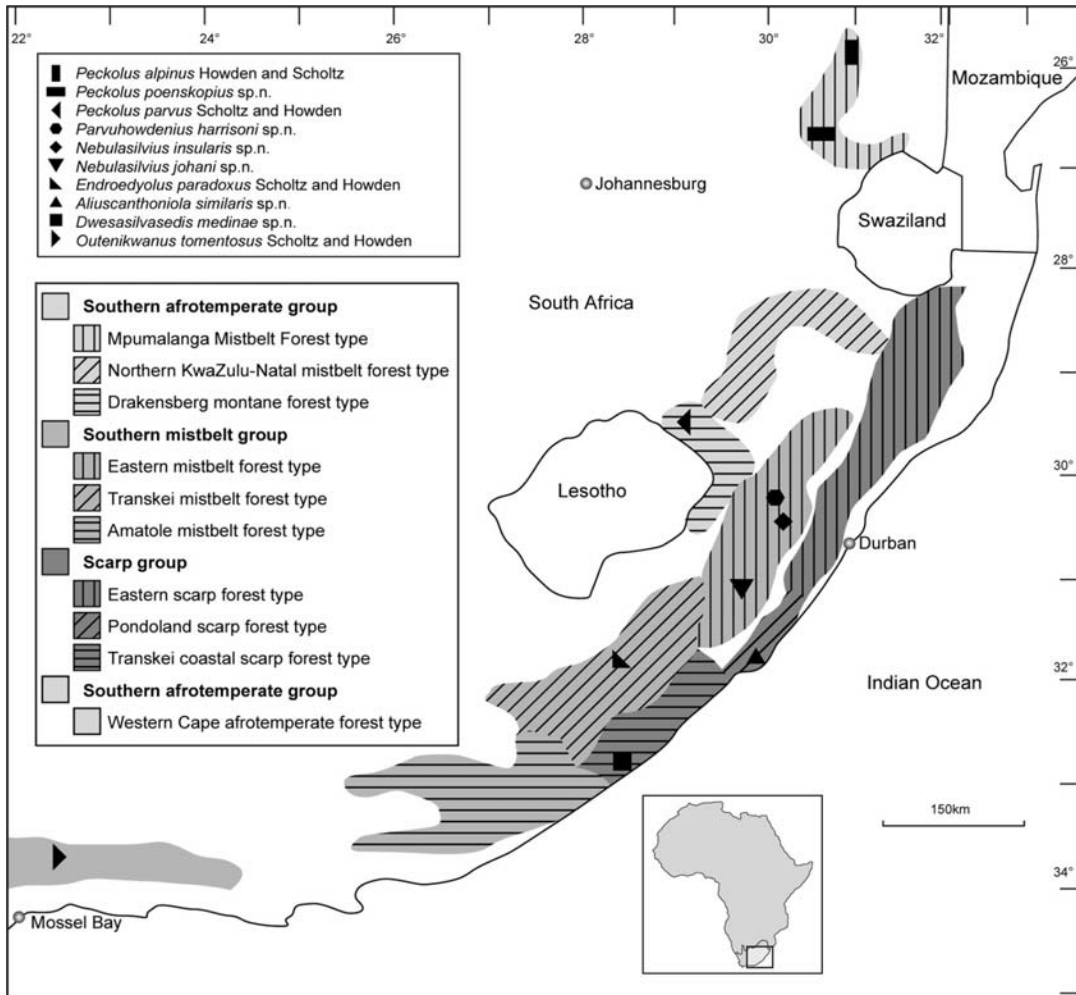 22° 24° 26° 28° 30° 31° 32°
Peckolus alpinus Howden and Scholtz
Peckolus poenskopius sp.n.
Peckolus parvus Scholtz and Howden
Parvuhowdenius harrisoni sp.n.
Nebulasilvius insularis sp.n.
Nebulasilvius johani sp.n.
Endroedyolus paradoxus Scholtz and Howden
Aliuscanthoniola similaris sp.n.
Dwesasilvasedis medinae sp.n.
Outenikwanus tomentosus Scholtz and Howden
26°
Mozambique
Johannesburg
Swaziland
28°
South Africa
Southern afrotemperate group
Mpumalanga Mistbelt Forest type
Northern KwaZulu-Natal mistbelt forest type
Drakensberg montane forest type
Southern mistbelt group
Eastern mistbelt forest type
Transkei mistbelt forest type
Amatole mistbelt forest type
Scarp group
Eastern scarp forest type
Pondoland scarp forest type
Transkei coastal scarp forest type
Southern afrotemperate group
Western Cape afrotemperate forest type
Lesotho
30°
Durban
32°
Indian Ocean
150km
34°
Mossel Bay